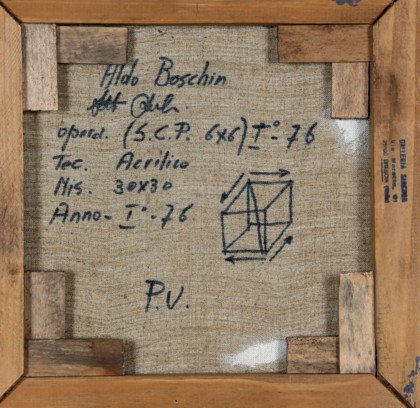 Aldo Boschin
opera. (S.C.P. 6x6) I° - 76
Tec. Acrilico
Mis. 30x30
Anno - I° - 76
P.V.